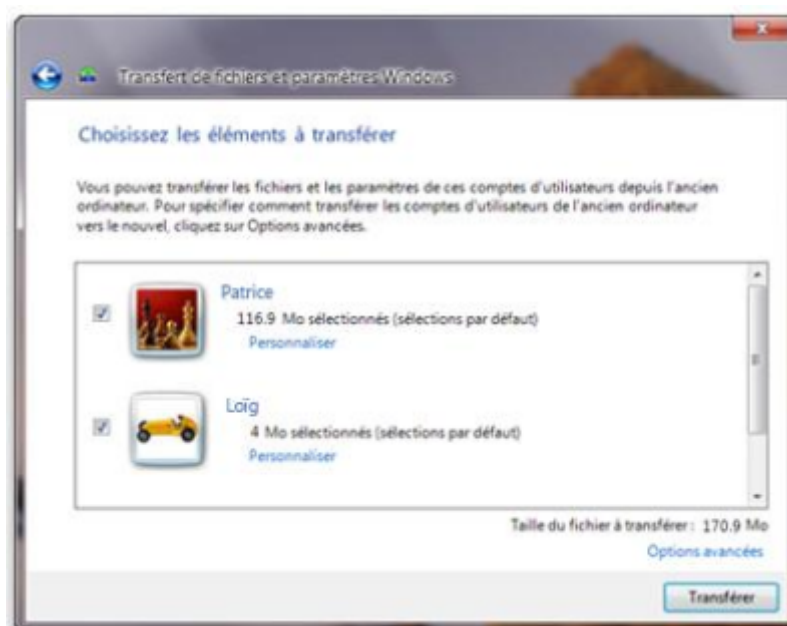 Transfert de fichiers et paramètres Windows
Choisissez les éléments à transférer
Vous pouvez transférer les fichiers et les paramètres de ces comptes d'utilisateurs depuis l'ancien
ordinateur. Pour spécifier comment transférer les comptes d'utilisateurs de l'ancien ordinateur
vers le nouvel, cliquez sur Options avancées.
Patrice
116.9 Mo sélectionnés (sélections par défaut)
Personnaliser
Loïg
4 Mo sélectionnés (sélections par défaut)
Personnaliser
Taille du fichier à transférer : 170.9 Mo
Options avancées
Transférer